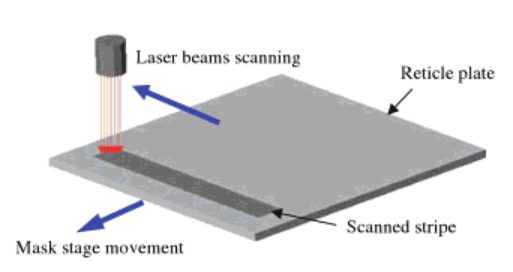 Laser beams scanning
Reticle plate
Scanned stripe
Mask stage movement